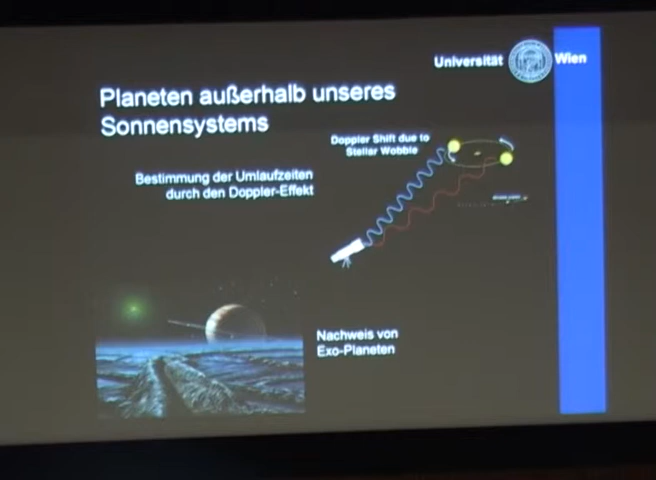 Universität Wien
Planeten außerhalb unseres
Sonnensystems
Doppler Shift due to
Stellar Wobble
Bestimmung der Umlaufzeiten
durch den Doppler-Effekt
Nachweis von
Exo-Planeten